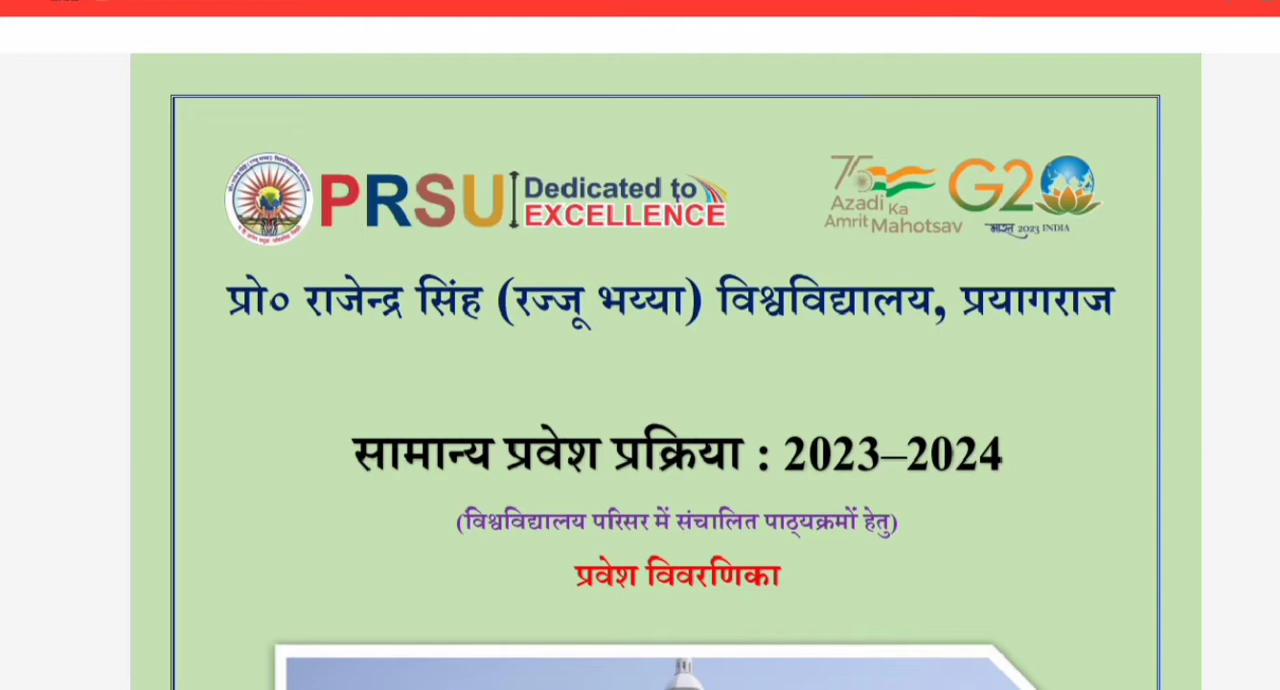 PRSU Dedicated to
EXCELLENCE
75
Azadi Ka
Amrit Mahotsav
G20
भारत 2023 INDIA
प्रो० राजेन्द्र सिंह (रज्जू भय्या) विश्वविद्यालय, प्रयागराज
सामान्य प्रवेश प्रक्रिया : 2023–2024
(विश्वविद्यालय परिसर में संचालित पाठ्यक्रमों हेतु)
प्रवेश विवरणिका